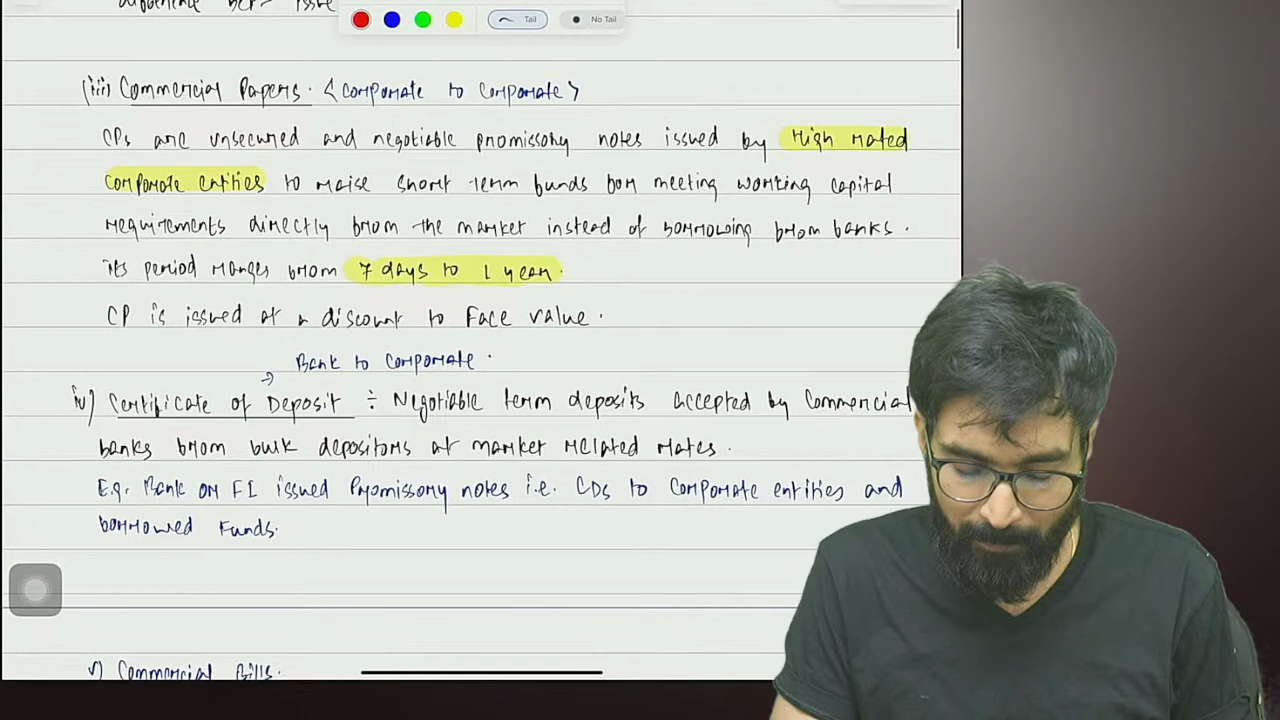 difference bet^n issue
Tail No Tail
(iii) Commercial Papers. <Corporate to Corporate>
CPs are unsecured and negotiable promissory notes issued by High rated
corporate entities to raise short term funds for meeting working capital
requirements directly from the market instead of borrowing from banks.
its period ranges from 7 days to 1 year.
CP is issued at a discount to Face value.
Bank to Corporate.
iv) Certificate of Deposit ÷ Negotiable term deposits accepted by Commercial
banks from bulk depositors at market related rates.
E.g. Bank or FI issued Promissory notes i.e. CDs to corporate entities and
borrowed Funds.
v) Commercial Bills.